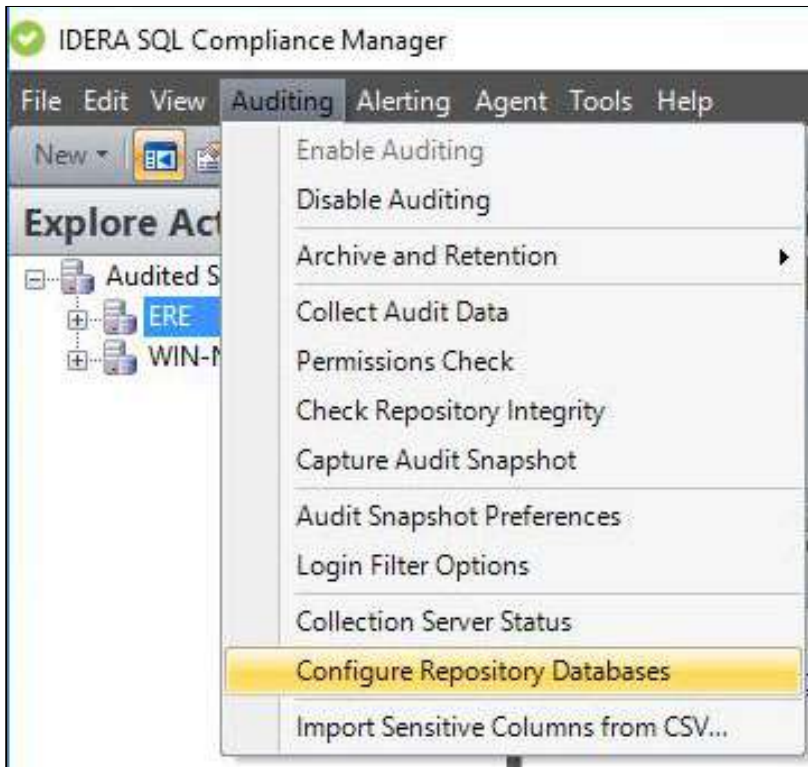 IDERA SQL Compliance Manager
File Edit View Auditing Alerting Agent Tools Help
New
Enable Auditing
Disable Auditing
Explore
Archive and Retention
Audited
ERE
Collect Audit Data
Permissions Check
Check Repository Integrity
Capture Audit Snapshot
Audit Snapshot Preferences
Login Filter Options
Collection Server Status
Configure Repository Databases
Import Sensitive Columns from CSV...